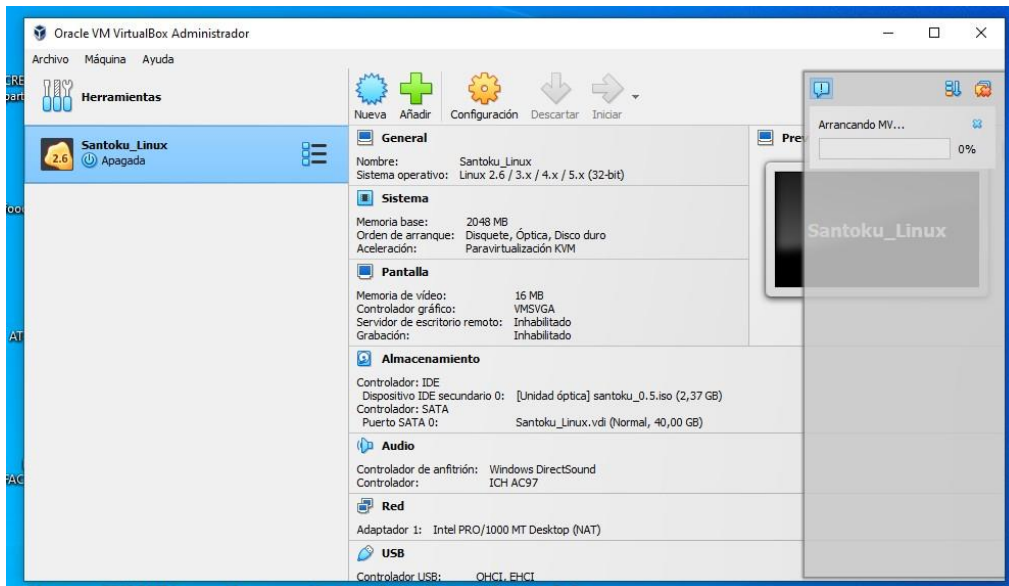 Oracle VM VirtualBox Administrador
Archivo Máquina Ayuda
Herramientas
Nueva Añadir Configuración Descartar Iniciar
Santoku_Linux
2.6 Apagada
General
Nombre: Santoku_Linux
Sistema operativo: Linux 2.6 / 3.x / 4.x / 5.x (32-bit)
Sistema
Memoria base: 2048 MB
Orden de arranque: Disquete, Óptica, Disco duro
Aceleración: Paravirtualización KVM
Pantalla
Memoria de vídeo: 16 MB
Controlador gráfico: VMSVGA
Servidor de escritorio remoto: Inhabilitado
Grabación: Inhabilitado
Almacenamiento
Controlador: IDE
Dispositivo IDE secundario 0: [Unidad óptica] santoku_0.5.iso (2,37 GB)
Controlador: SATA
Puerto SATA 0: Santoku_Linux.vdi (Normal, 40,00 GB)
Audio
Controlador de anfitrión: Windows DirectSound
Controlador: ICH AC97
Red
Adaptador 1: Intel PRO/1000 MT Desktop (NAT)
USB
Controlador USB: OHCI, EHCI
Prev
Santoku_Linux
Arrancando MV...
0%